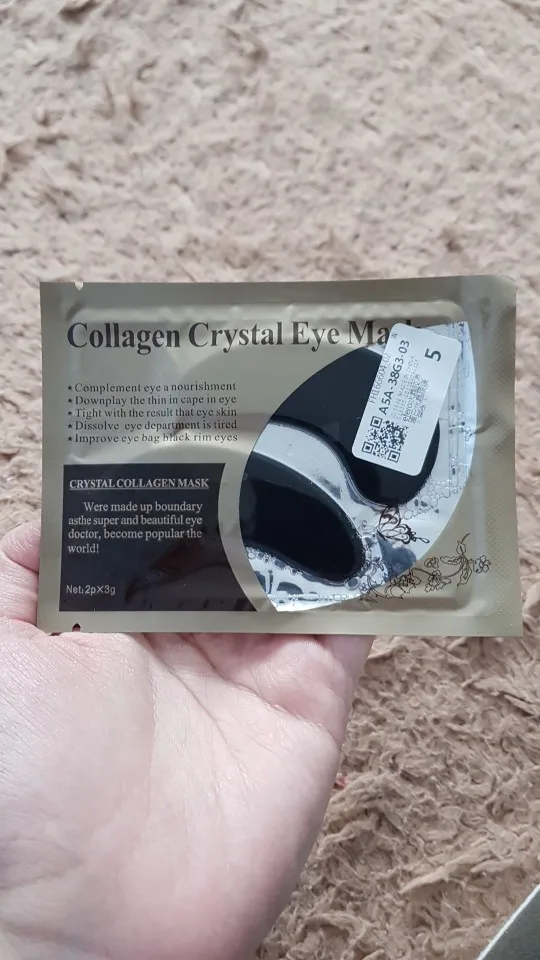 Collagen Crystal Eye
★Complement eye a nourishment
★Downplay the thin in cape in eye
★Tight with the result that eye skin
★Dissolve eye department is tired
★Improve eye bag black rim eyes
CRYSTAL COLLAGEN MASK
Were made up boundary
asthe super and beautiful eye
doctor, become popular the
world!
Net:2p×3g
A5A-38G3-03
5